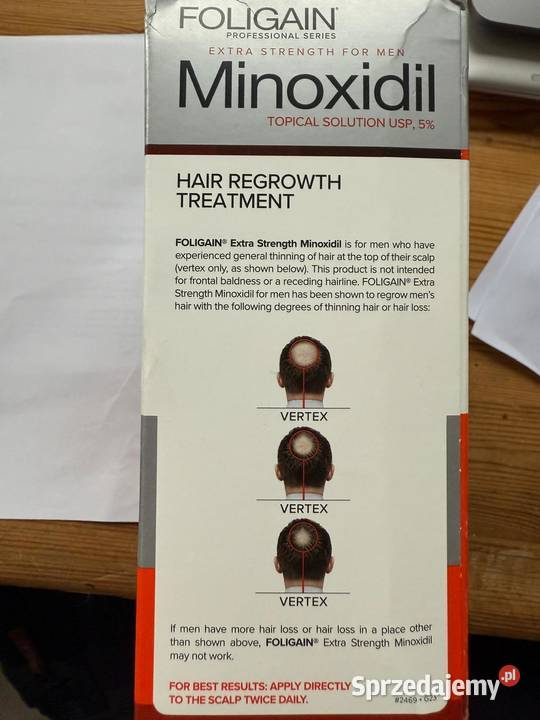 FOLIGAIN®
PROFESSIONAL SERIES
EXTRA STRENGTH FOR MEN
Minoxidil
TOPICAL SOLUTION USP, 5%
HAIR REGROWTH
TREATMENT
FOLIGAIN® Extra Strength Minoxidil is for men who have
experienced general thinning of hair at the top of their scalp
(vertex only, as shown below). This product is not intended
for frontal baldness or a receding hairline. FOLIGAIN® Extra
Strength Minoxidil for men has been shown to regrow men's
hair with the following degrees of thinning hair or hair loss:
VERTEX
VERTEX
VERTEX
If men have more hair loss or hair loss in a place other
than shown above, FOLIGAIN® Extra Strength Minoxidil
may not work.
FOR BEST RESULTS: APPLY DIRECTLY
TO THE SCALP TWICE DAILY.
#2469 • G23
Sprzedajemy.pl